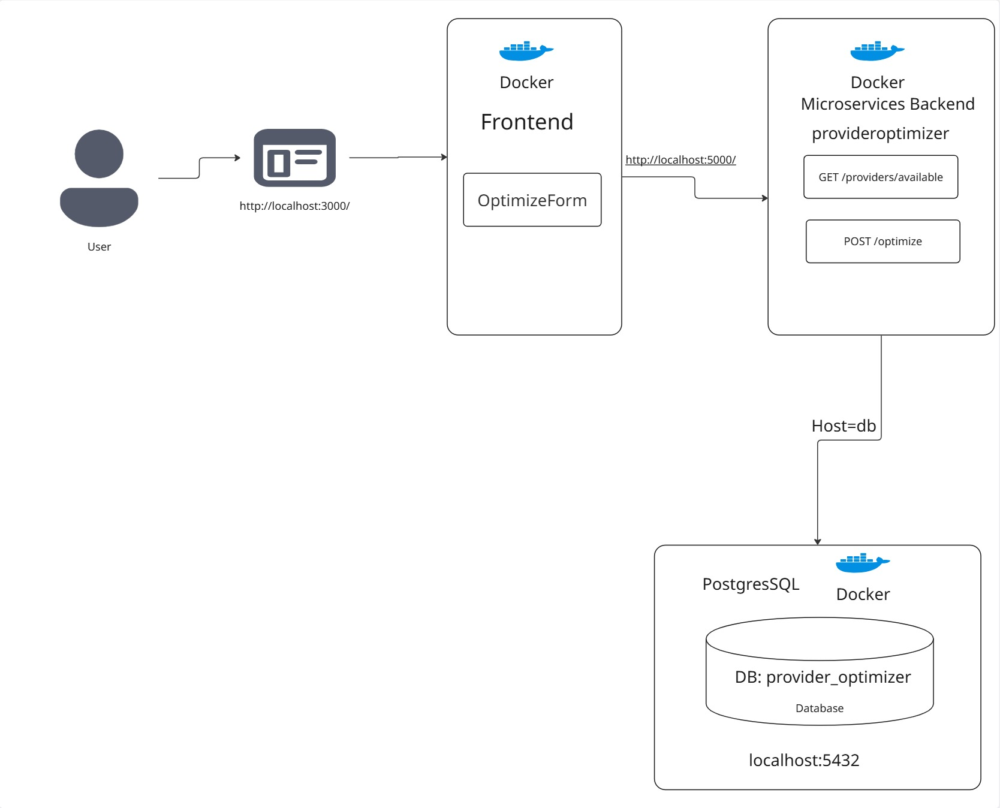 User
http://localhost:3000/
Docker
Frontend
OptimizeForm
http://localhost:5000/
Docker
Microservices Backend
provideroptimizer
GET /providers/available
POST /optimize
Host=db
PostgresSQL
Docker
DB: provider_optimizer
Database
localhost:5432